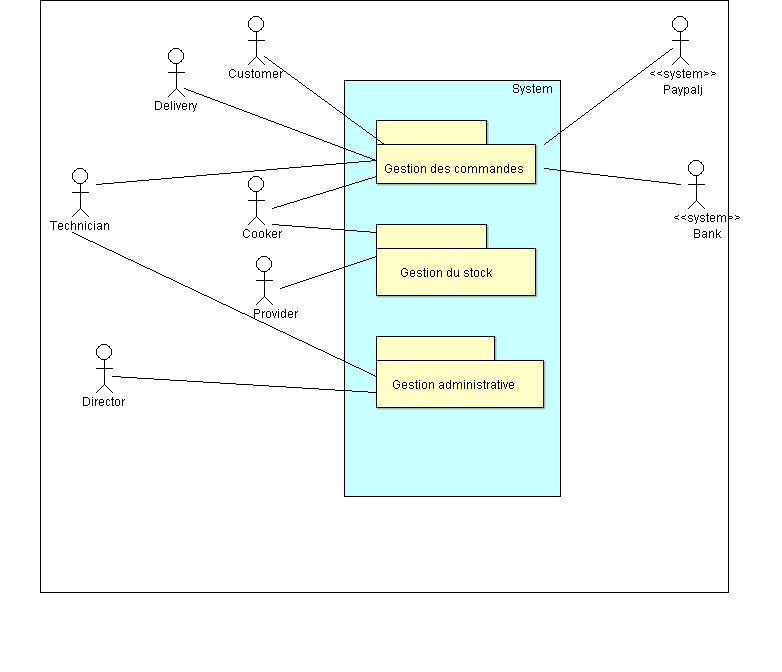 Customer
<<system>>
Paypalj
System
Delivery
Gestion des commandes
Technician
Cooker
<<system>>
Bank
Gestion du stock
Provider
Gestion administrative
Director